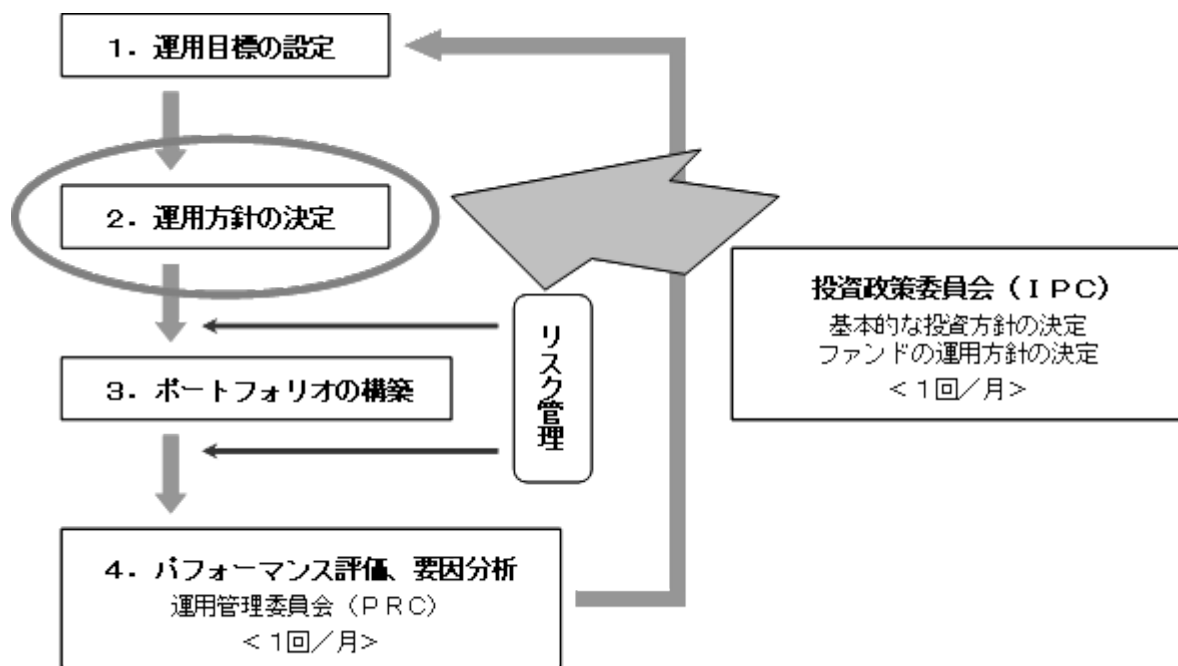 １．運用目標の設定
２．運用方針の決定
３．ポートフォリオの構築
リスク管理
投資政策委員会（ＩＰＣ）
基本的な投資方針の決定
ファンドの運用方針の決定
＜１回／月＞
４．パフォーマンス評価、要因分析
運用管理委員会（ＰＲＣ）
＜１回／月＞